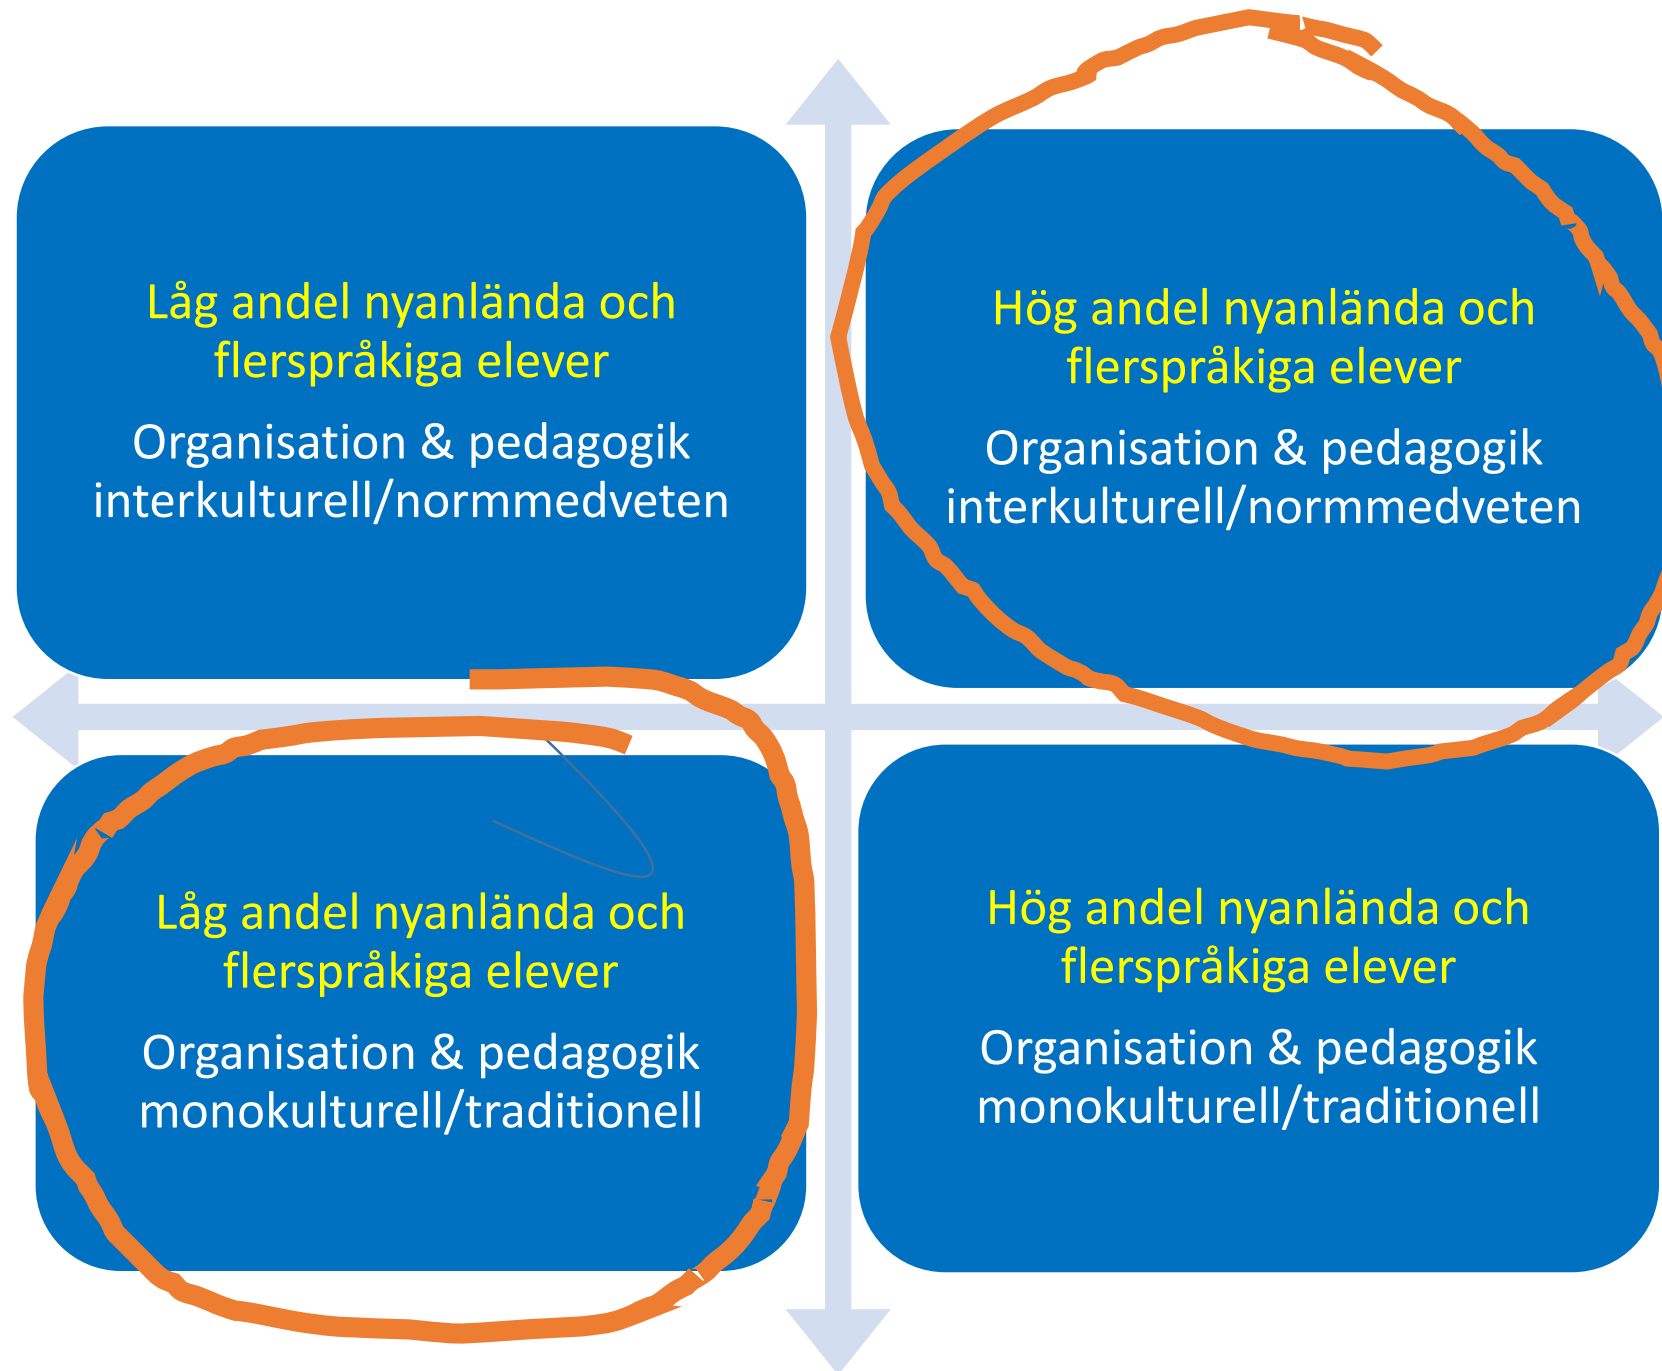 Låg andel nyanlända och
flerspråkiga elever
Organisation & pedagogik
interkulturell/normmedveten
Hög andel nyanlända och
flerspråkiga elever
Organisation & pedagogik
interkulturell/normmedveten
Låg andel nyanlända och
flerspråkiga elever
Organisation & pedagogik
monokulturell/traditionell
Hög andel nyanlända och
flerspråkiga elever
Organisation & pedagogik
monokulturell/traditionell